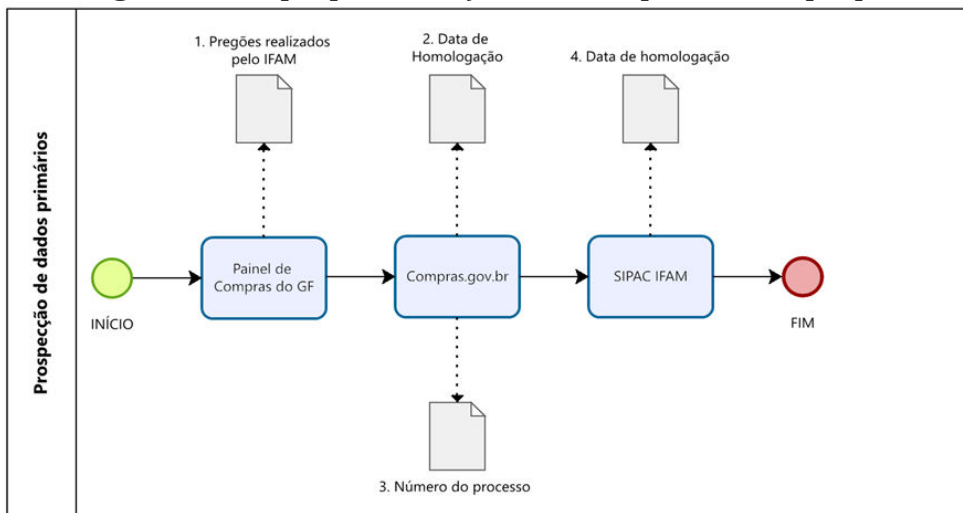 Prospecção de dados primários
1. Pregões realizados
pelo IFAM
2. Data de
Homologação
4. Data de homologação
INÍCIO
Painel de
Compras do GF
Compras.gov.br
SIPAC IFAM
FIM
3. Número do processo